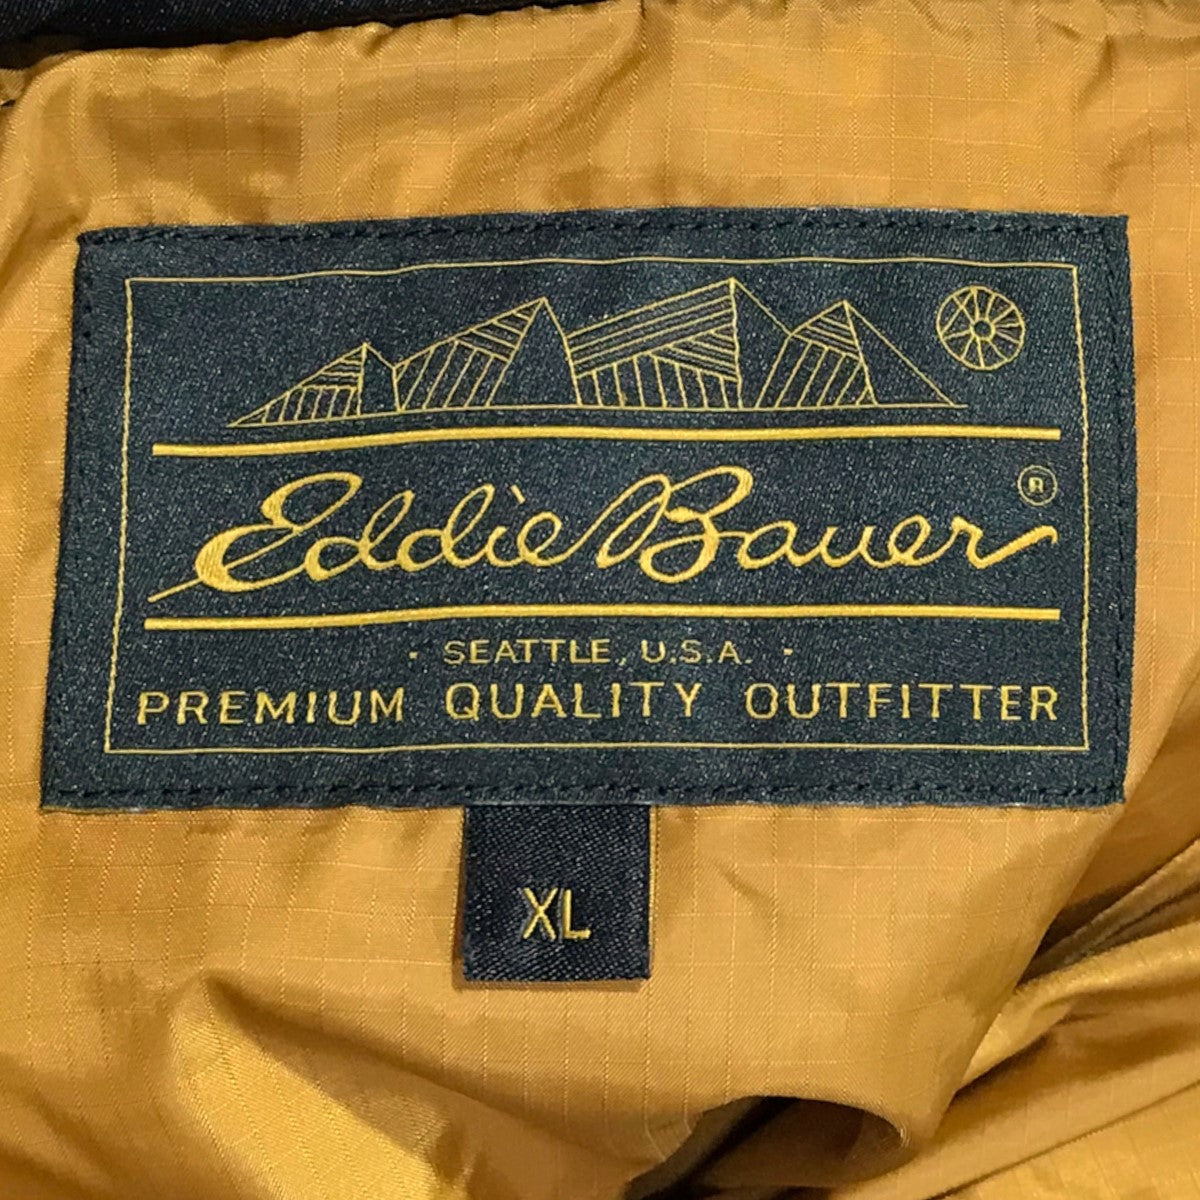 Eddie Bauer ®
· SEATTLE, U.S.A. ·
PREMIUM QUALITY OUTFITTER
XL